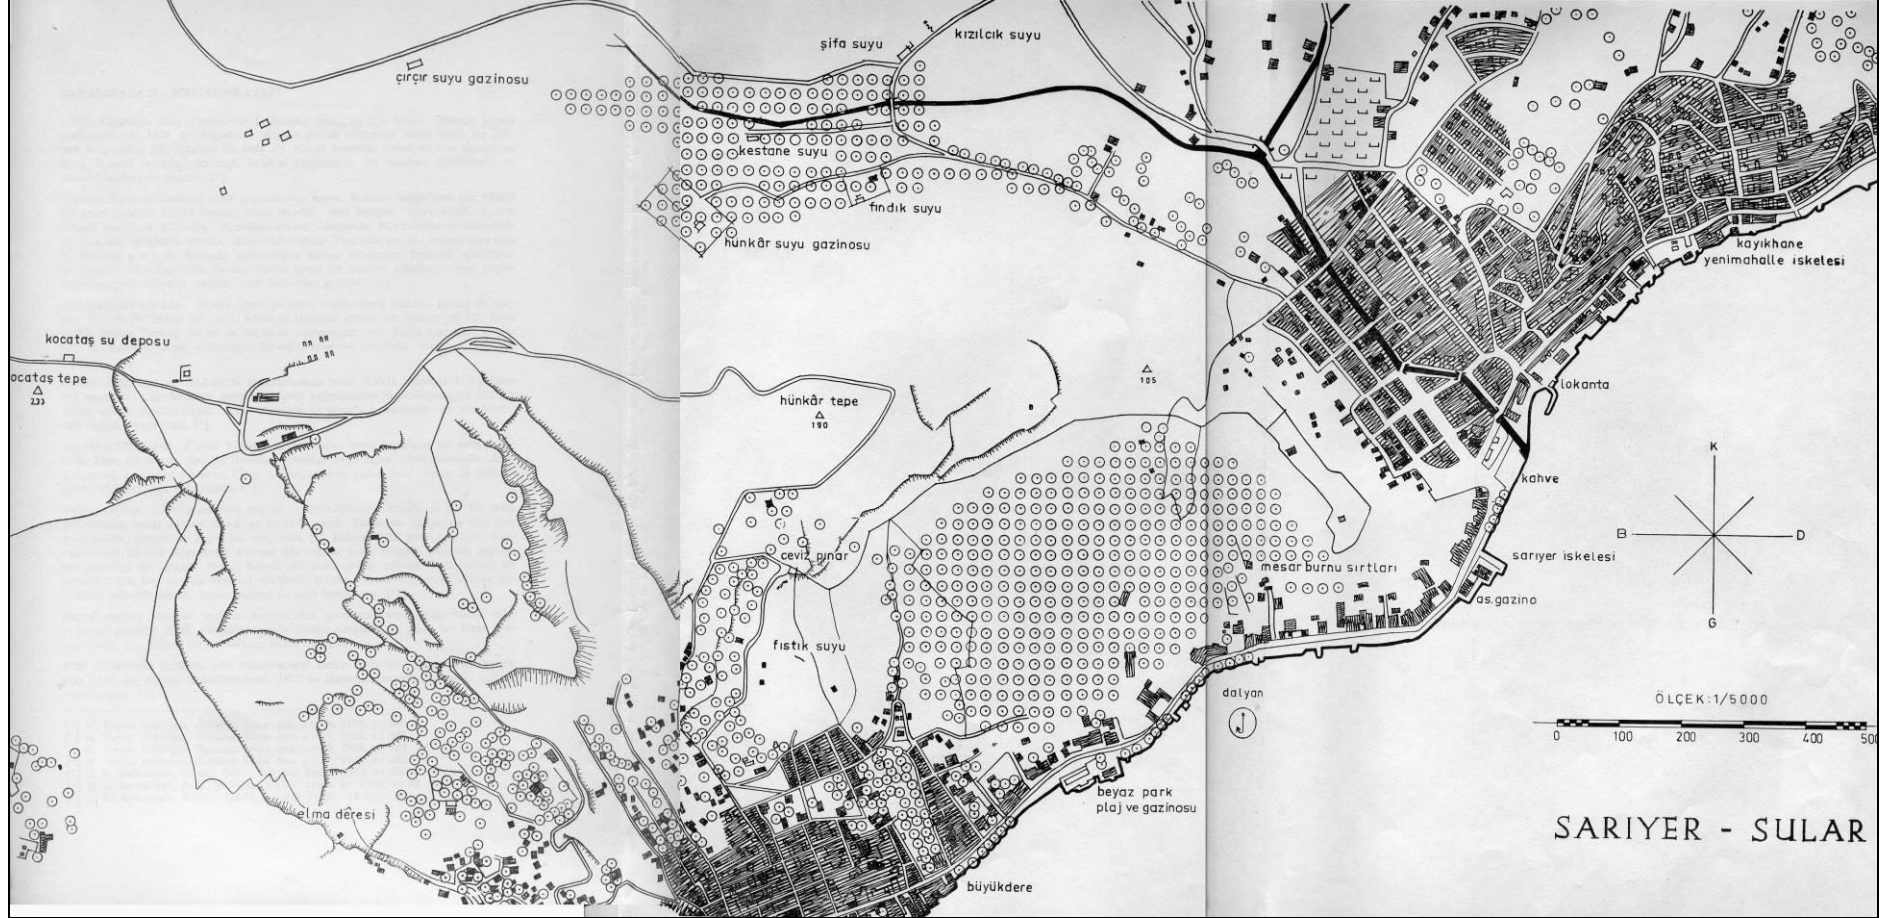 şifa suyu
kızılcık suyu
çırçır suyu gazinosu
kestane suyu
fındık suyu
hünkâr suyu gazinosu
kayıkhane
yenimahalle iskelesi
kocataş su deposu
ocataş tepe
233
hünkâr tepe
190
105
lokanta
kahve
K
B
D
G
ceviz pınar
mesar burnu sırtları
sarıyer iskelesi
as.gazino
fıstık suyu
dalyan
ÖLÇEK:1/5000
0 100 200 300 400 500
elma deresi
beyaz park
plaj ve gazinosu
büyükdere
SARIYER - SULAR